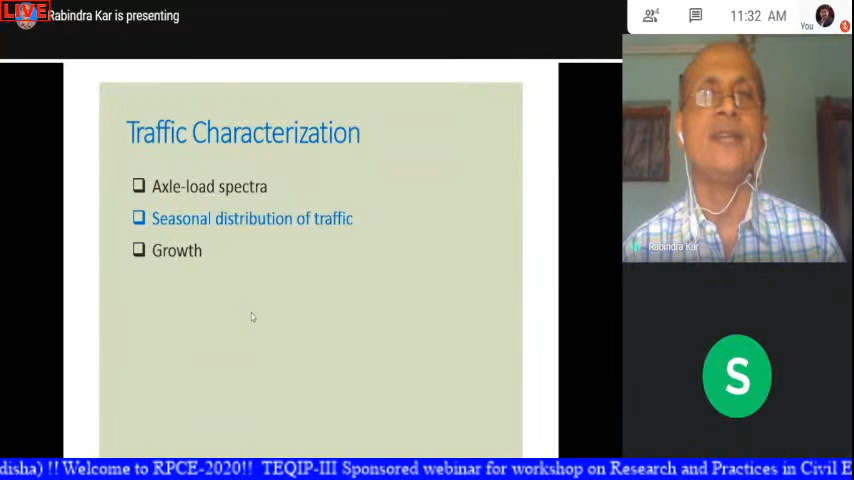 LIVE
Rabindra Kar is presenting
4
11:32 AM
You
Traffic Characterization
Axle-load spectra
Seasonal distribution of traffic
Growth
Rabindra Kar
S
disha) !! Welcome to RPCE-2020!! TEQIP-III Sponsored webinar for workshop on Research and Practices in Civil E